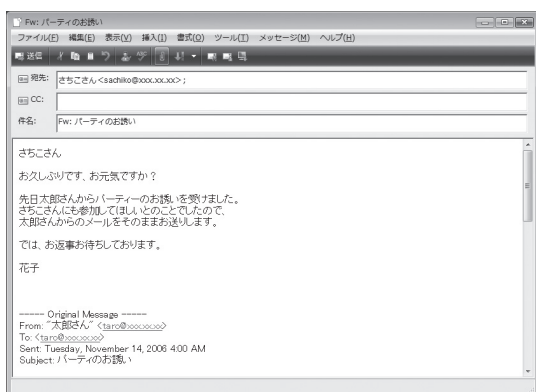 Fw: パーティのお誘い
ファイル(F) 編集(E) 表示(V) 挿入(I) 書式(O) ツール(T) メッセージ(M) ヘルプ(H)
送信
宛先: さちこさん<sachiko@xxx.xx.xx>;
CC:
件名: Fw: パーティのお誘い
さちこさん
お久しぶりです、お元気ですか？
先日太郎さんからパーティーのお誘いを受けました。
さちこさんにも参加してほしいとのことでしたので、
太郎さんからのメールをそのままお送りします。
では、お返事お待ちしております。
花子
----- Original Message -----
From: "太郎さん" <taro@xxx.xx.xx>
To: <taro@xxx.xx.xx>
Sent: Tuesday, November 14, 2006 4:00 AM
Subject: パーティのお誘い